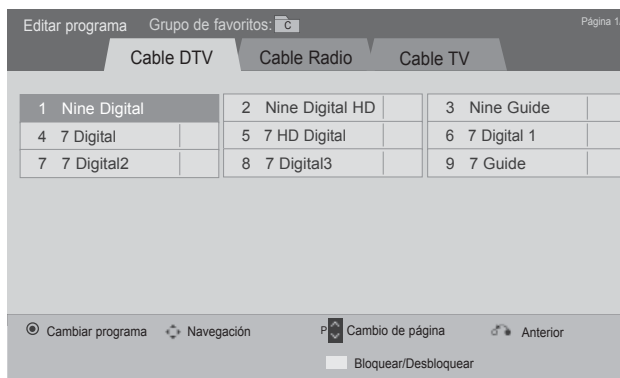 Editar programa Grupo de favoritos: C Página 1/
Cable DTV Cable Radio Cable TV
1 Nine Digital 2 Nine Digital HD 3 Nine Guide
4 7 Digital 5 7 HD Digital 6 7 Digital 1
7 7 Digital2 8 7 Digital3 9 7 Guide
Cambiar programa Navegación P Cambio de página Anterior
Bloquear/Desbloquear